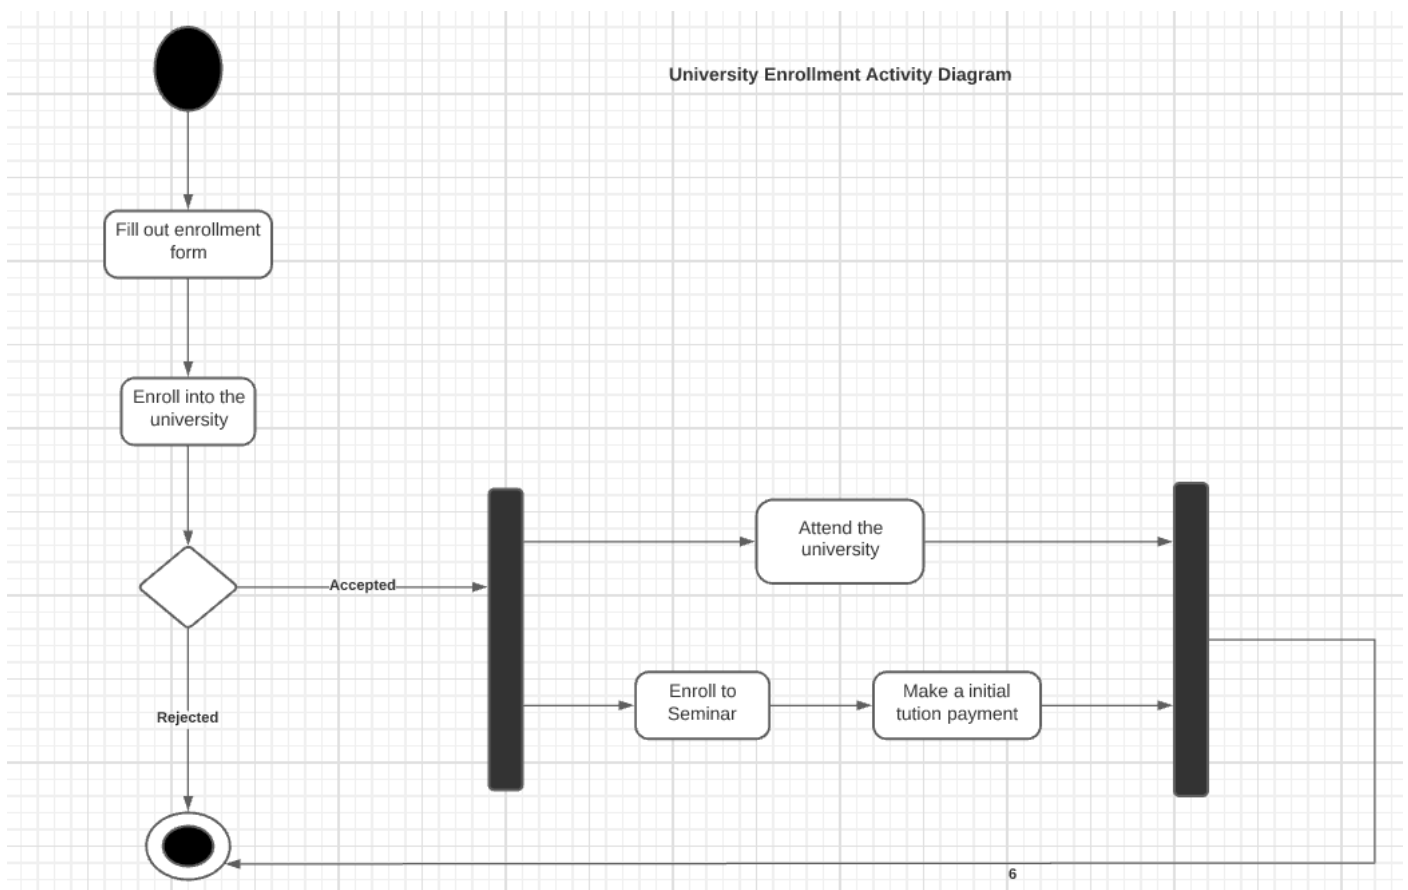 University Enrollment Activity Diagram
Fill out enrollment
form
Enroll into the
university
Attend the
university
Accepted
Enroll to
Seminar
Make a initial
tution payment
Rejected
6